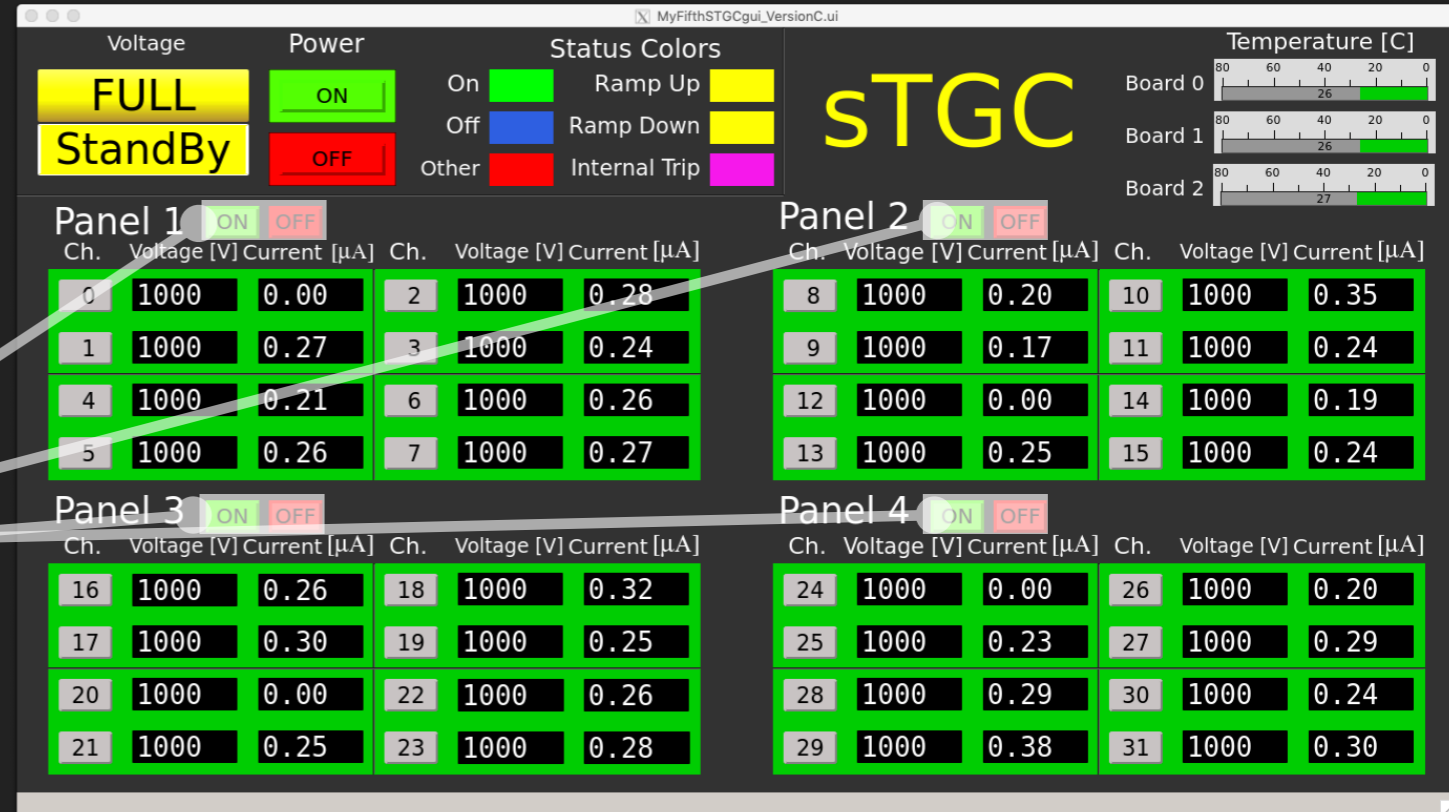 MyFifthSTGCgui_VersionC.ui
Voltage Power Status Colors Temperature [C]
FULL ON On Ramp Up sTGC Board 0 80 60 40 20 0 26
StandBy OFF Off Ramp Down Board 1 80 60 40 20 0 26
Other Internal Trip Board 2 80 60 40 20 0 27
Panel 1 ON OFF Panel 2 ON OFF
Ch. Voltage [V] Current [μA] Ch. Voltage [V] Current [μA] Ch. Voltage [V] Current [μA] Ch. Voltage [V] Current [μA]
0 1000 0.00 2 1000 0.28 8 1000 0.20 10 1000 0.35
1 1000 0.27 3 1000 0.24 9 1000 0.17 11 1000 0.24
4 1000 0.21 6 1000 0.26 12 1000 0.00 14 1000 0.19
5 1000 0.26 7 1000 0.27 13 1000 0.25 15 1000 0.24
Panel 3 ON OFF Panel 4 ON OFF
Ch. Voltage [V] Current [μA] Ch. Voltage [V] Current [μA] Ch. Voltage [V] Current [μA] Ch. Voltage [V] Current [μA]
16 1000 0.26 18 1000 0.32 24 1000 0.00 26 1000 0.20
17 1000 0.30 19 1000 0.25 25 1000 0.23 27 1000 0.29
20 1000 0.00 22 1000 0.26 28 1000 0.29 30 1000 0.24
21 1000 0.25 23 1000 0.28 29 1000 0.38 31 1000 0.30